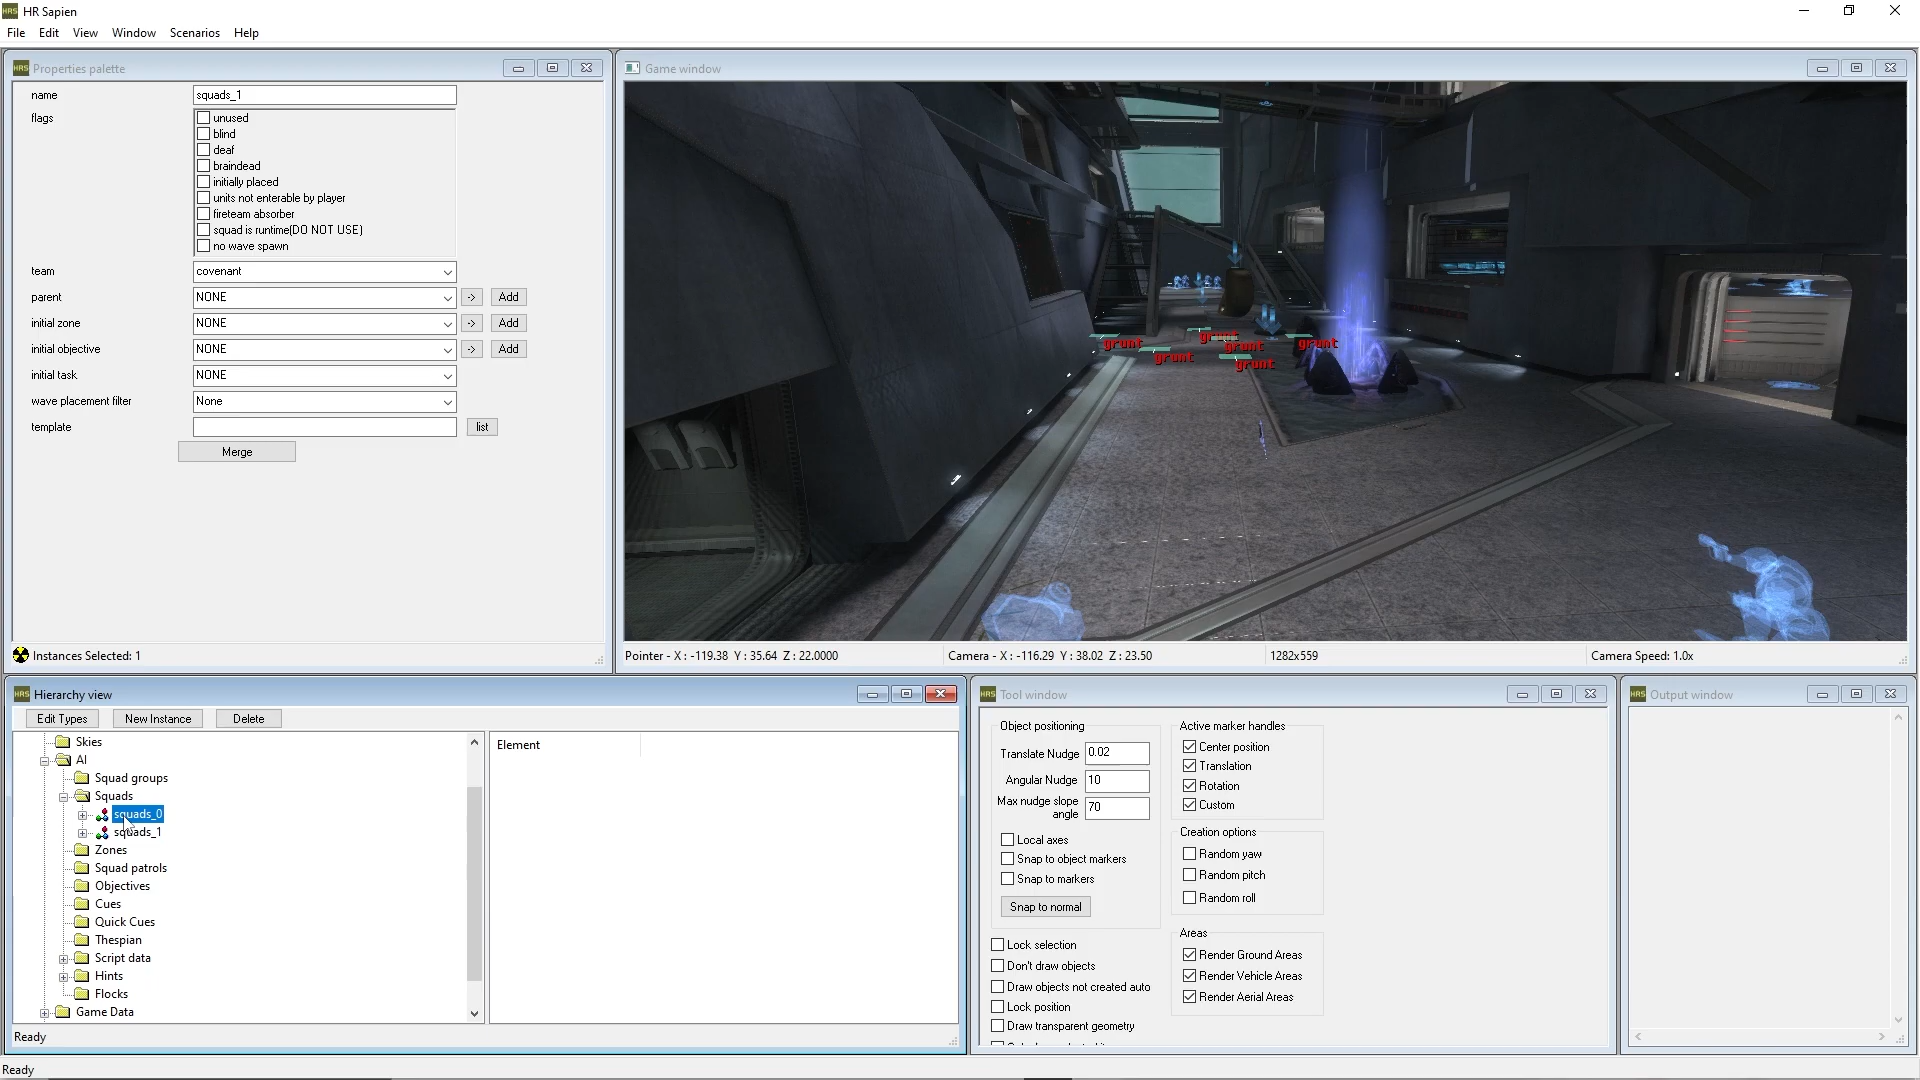 HR Sapien
File Edit View Window Scenarios Help
Properties palette
name squads_1
flags
unused
blind
deaf
braindead
initially placed
units not enterable by player
fireteam absorber
squad is runtime(DO NOT USE)
no wave spawn
team covenant
parent NONE -> Add
initial zone NONE -> Add
initial objective NONE -> Add
initial task NONE
wave placement filter None
template list
Merge
Instances Selected: 1
Game window
grunt
grunt
grunt
grunt
grunt
grunt
Pointer - X: -119.38 Y: 35.64 Z: 22.0000 Camera - X: -116.29 Y: 38.02 Z: 23.50 1282x559 Camera Speed: 1.0x
Hierarchy view
Edit Types New Instance Delete
Skies
AI
Squad groups
Squads
squads_0
squads_1
Zones
Squad patrols
Objectives
Cues
Quick Cues
Thespian
Script data
Hints
Flocks
Game Data
Element
Ready
Tool window
Object positioning
Translate Nudge 0.02
Angular Nudge 10
Max nudge slope angle 70
Local axes
Snap to object markers
Snap to markers
Snap to normal
Lock selection
Don't draw objects
Draw objects not created auto
Lock position
Draw transparent geometry
Active marker handles
Center position
Translation
Rotation
Custom
Creation options
Random yaw
Random pitch
Random roll
Areas
Render Ground Areas
Render Vehicle Areas
Render Aerial Areas
Output window
Ready